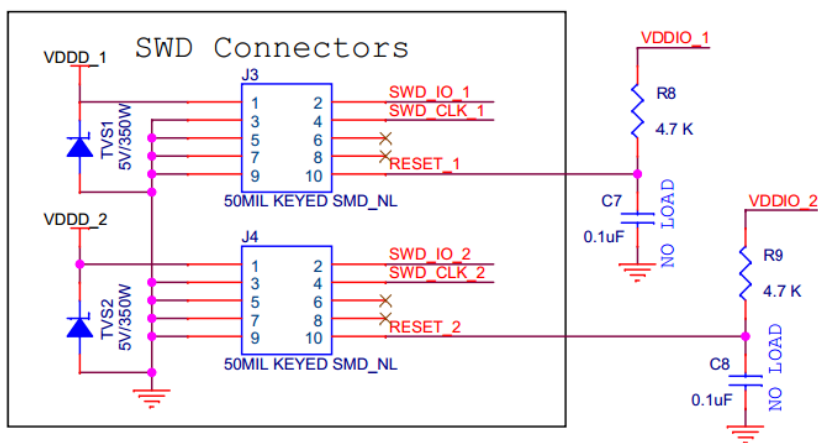 SWD Connectors
VDDIO_1
VDDD_1
J3
SWD_IO_1
SWD_CLK_1
1 2
3 4
5 6
7 8
9 10
RESET_1
TVS1
5V/350W
50MIL KEYED SMD_NL
R8
4.7 K
C7
0.1uF
NO LOAD
VDDIO_2
VDDD_2
J4
SWD_IO_2
SWD_CLK_2
1 2
3 4
5 6
7 8
9 10
RESET_2
TVS2
5V/350W
50MIL KEYED SMD_NL
R9
4.7 K
C8
0.1uF
NO LOAD